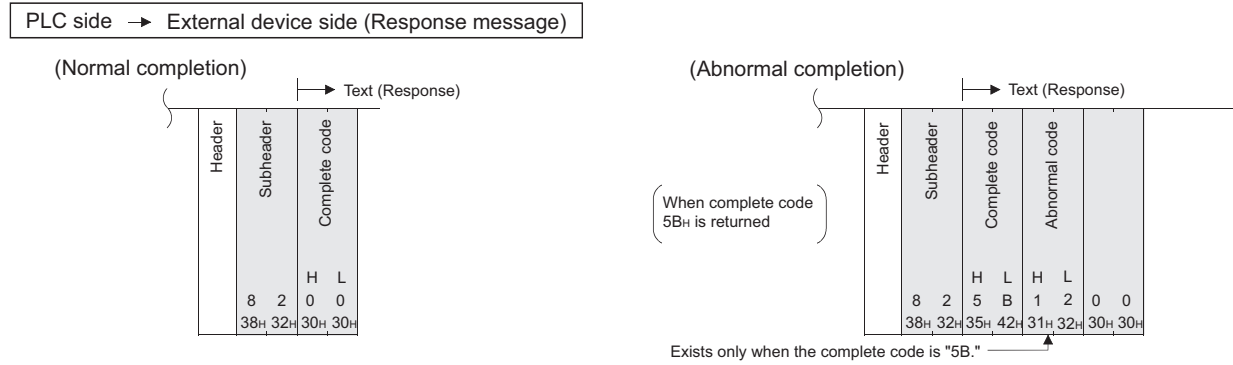 PLC side → External device side (Response message)
(Normal completion)
Text (Response)
Header
Subheader
Complete code
H L
8 2 0 0
38H 32H 30H 30H
(Abnormal completion)
Text (Response)
When complete code
5BH is returned
Header
Subheader
Complete code
Abnormal code
H L H L
8 2 5 B 1 2 0 0
38H 32H 35H 42H 31H 32H 30H 30H
Exists only when the complete code is "5B."